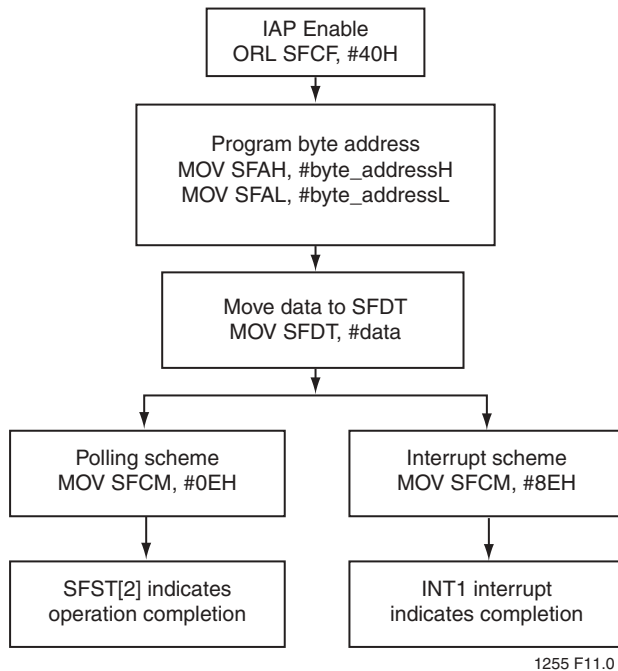 IAP Enable
ORL SFCF, #40H
Program byte address
MOV SFAH, #byte_addressH
MOV SFAL, #byte_addressL
Move data to SFDT
MOV SFDT, #data
Polling scheme
MOV SFCM, #0EH
Interrupt scheme
MOV SFCM, #8EH
SFST[2] indicates
operation completion
INT1 interrupt
indicates completion
1255 F11.0